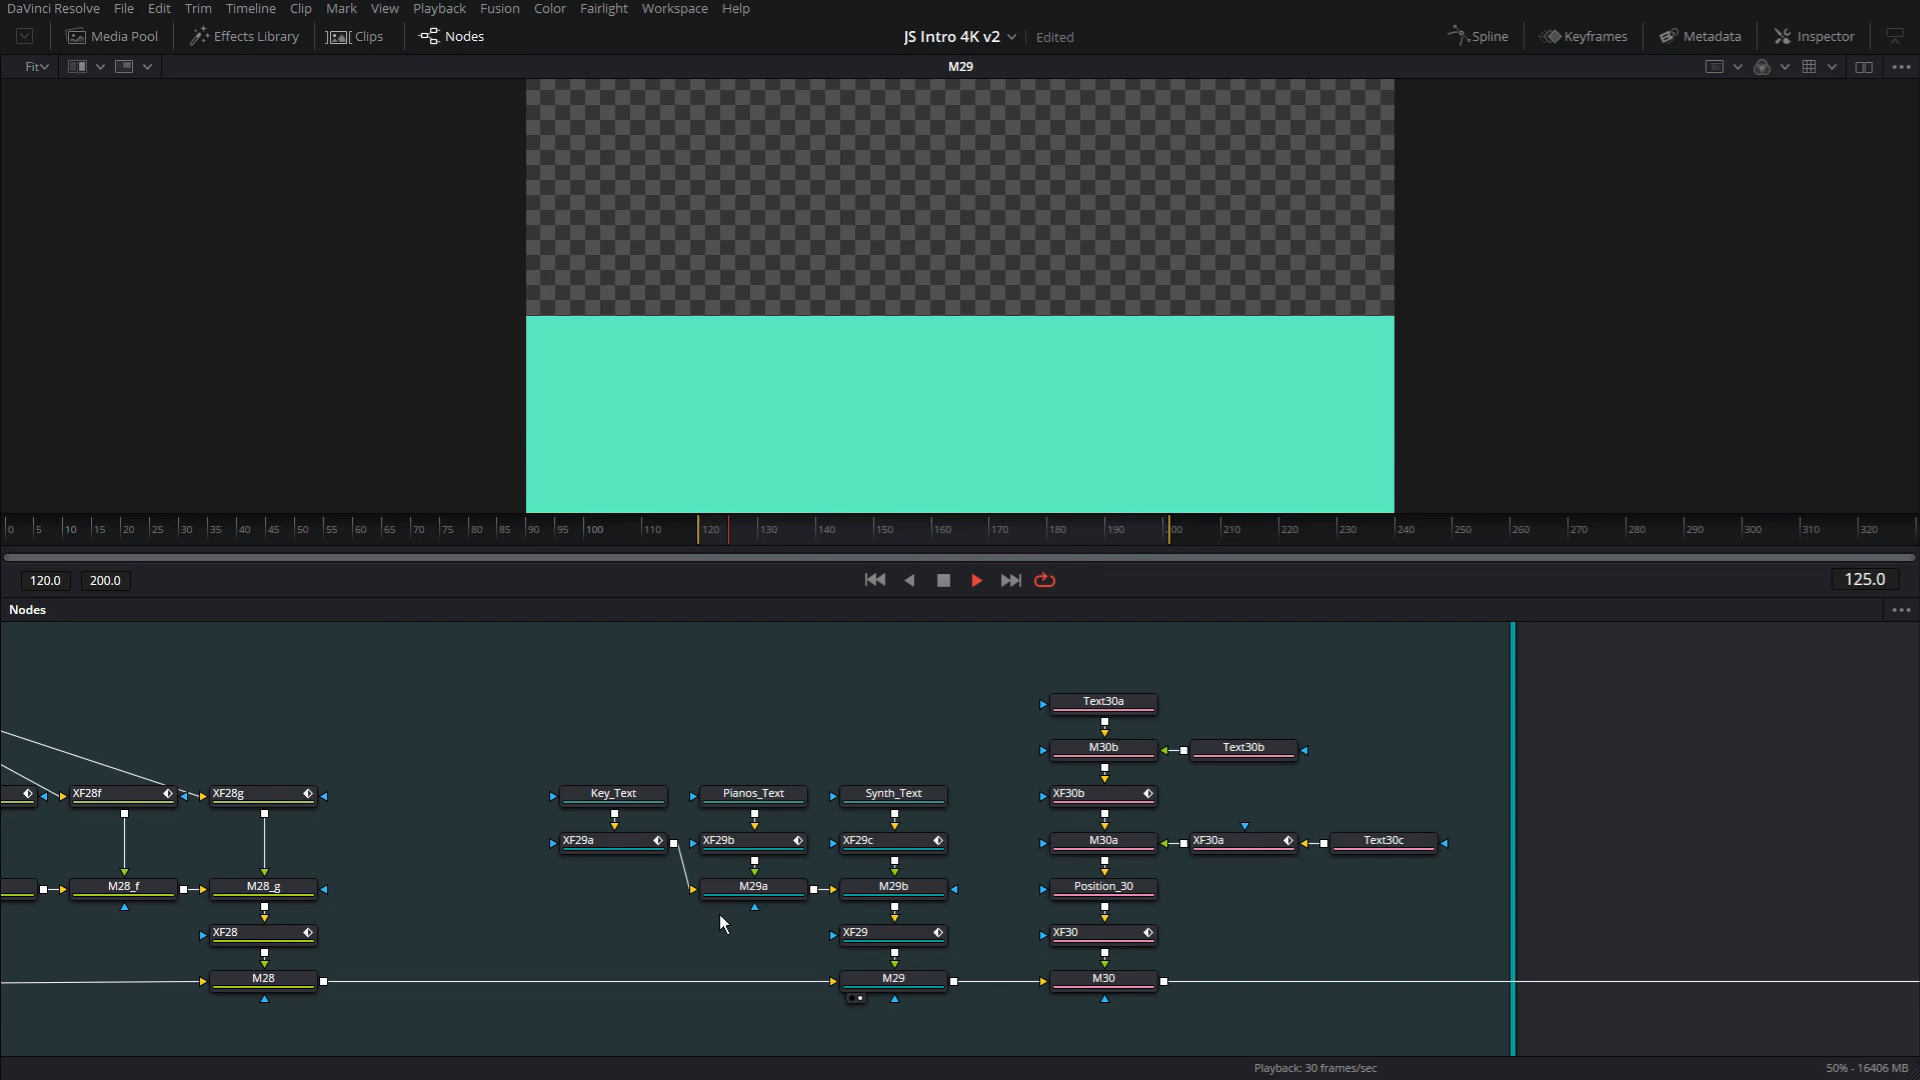 DaVinci Resolve File Edit Trim Timeline Clip Mark View Playback Fusion Color Fairlight Workspace Help
Media Pool Effects Library Clips Nodes JS Intro 4K v2 Edited Spline Keyframes Metadata Inspector
Fit M29
0 5 10 15 20 25 30 35 40 45 50 55 60 65 70 75 80 85 90 95 100 110 120 130 140 150 160 170 180 190 200 210 220 230 240 250 260 270 280 290 300 310 320
120.0 200.0 125.0
Nodes
Text30a
M30b Text30b
XF28f XF28g Key_Text Pianos_Text Synth_Text XF30b
XF29a XF29b XF29c M30a XF30a Text30c
M28_f M28_g M29a M29b Position_30
XF28 XF29 XF30
M28 M29 M30
Playback: 30 frames/sec 50% - 16406 MB